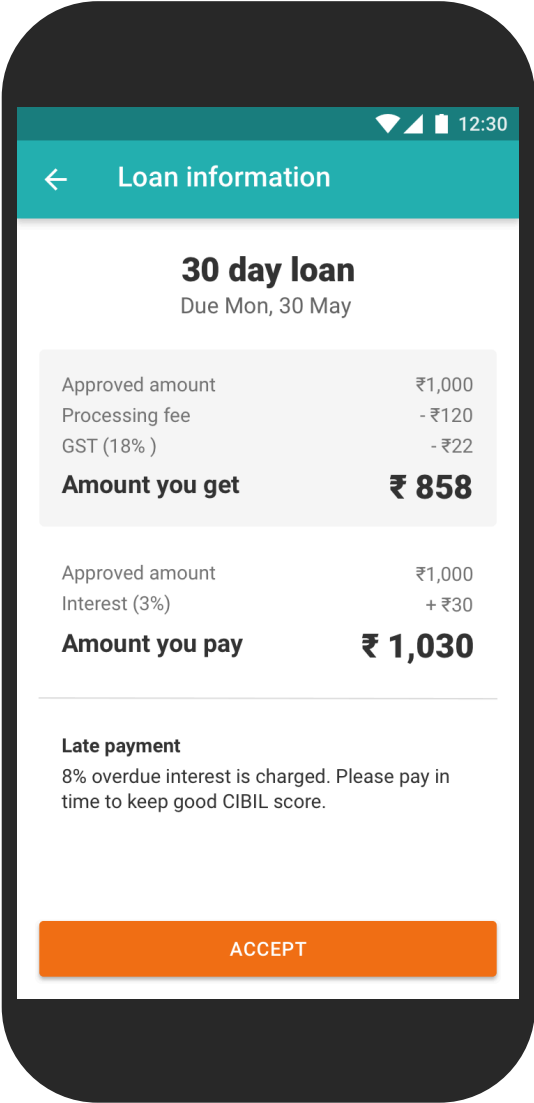 12:30
Loan information
30 day loan
Due Mon, 30 May
Approved amount ₹1,000
Processing fee - ₹120
GST (18% ) - ₹22
Amount you get ₹ 858
Approved amount ₹1,000
Interest (3%) + ₹30
Amount you pay ₹ 1,030
Late payment
8% overdue interest is charged. Please pay in
time to keep good CIBIL score.
ACCEPT